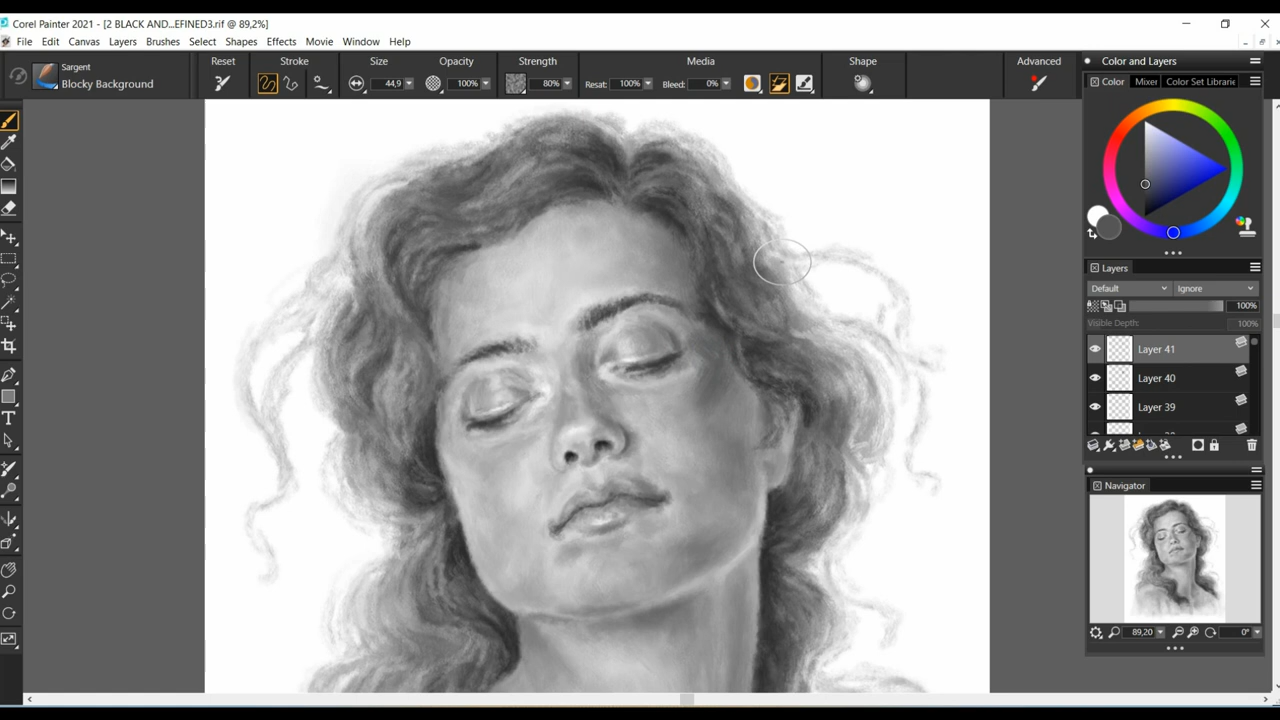 Corel Painter 2021 - [2 BLACK AND...EFINED3.rif @ 89,2%]
File Edit Canvas Layers Brushes Select Shapes Effects Movie Window Help
Sargent
Blocky Background
Reset
Stroke
Size
44,9
Opacity
100%
Strength
80%
Media
Resat: 100%
Bleed: 0%
Shape
Advanced
Color and Layers
Color Mixer Color Set Librarie
Layers
Default Ignore
100%
Visible Depth: 100%
Layer 41
Layer 40
Layer 39
Navigator
89,20 0°